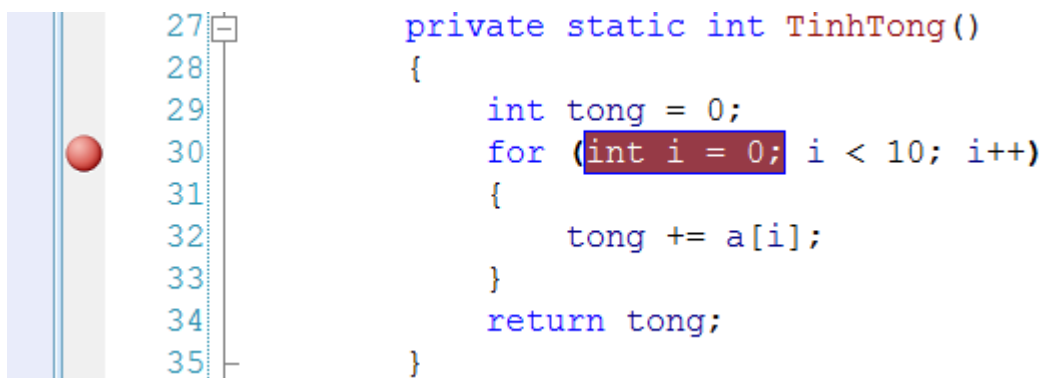 27 private static int TinhTong()
28 {
29 int tong = 0;
30 for (int i = 0; i < 10; i++)
31 {
32 tong += a[i];
33 }
34 return tong;
35 }